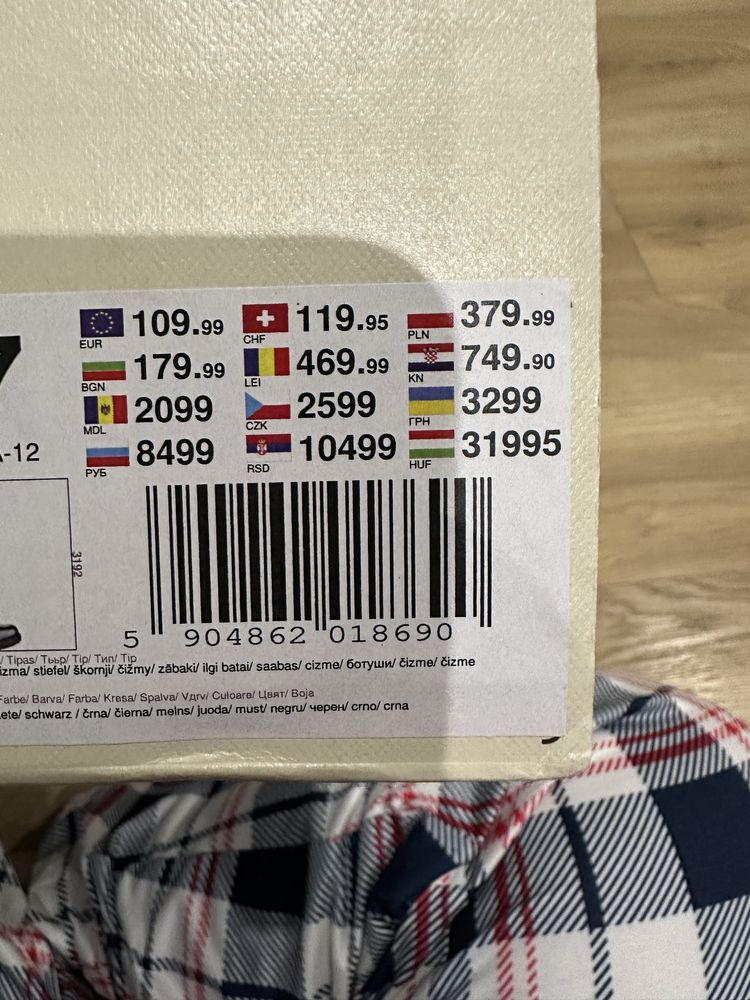 109.99 119.95 379.99
EUR CHF PLN
179.99 469.99 749.90
BGN LEI KN
2099 2599 3299
MDL CZK ГРН
8499 10499 31995
РУБ RSD HUF
-12
3192
5 904862 018690
/ Tipas/ Тьър/ Tip/ Тип/ Tip
izma/ stiefel/ škornji/ čižmy/ zābaki/ ilgi batai/ saabas/ cizme/ ботуши/ čizme/ čizme
Farbe/ Barva/ Farba/ Krasa/ Spalva/ Culoare/ Цвят/ Boja
ete/ schwarz / črna/ čierna/ melns/ juoda/ must/ negru/ черен/ crno/ crna